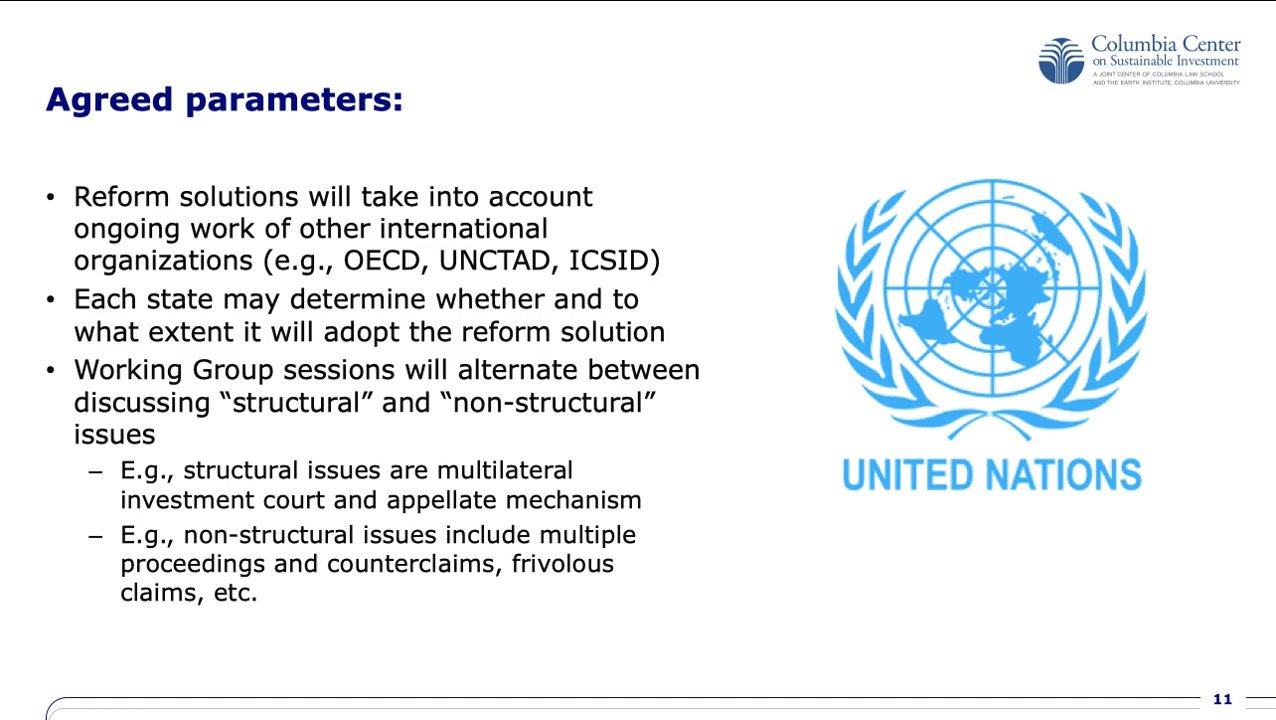 Columbia Center
on Sustainable Investment
A JOINT CENTER OF COLUMBIA LAW SCHOOL
AND THE EARTH INSTITUTE, COLUMBIA UNIVERSITY
Agreed parameters:
• Reform solutions will take into account
ongoing work of other international
organizations (e.g., OECD, UNCTAD, ICSID)
• Each state may determine whether and to
what extent it will adopt the reform solution
• Working Group sessions will alternate between
discussing “structural” and “non-structural”
issues
– E.g., structural issues are multilateral
investment court and appellate mechanism
– E.g., non-structural issues include multiple
proceedings and counterclaims, frivolous
claims, etc.
UNITED NATIONS
11